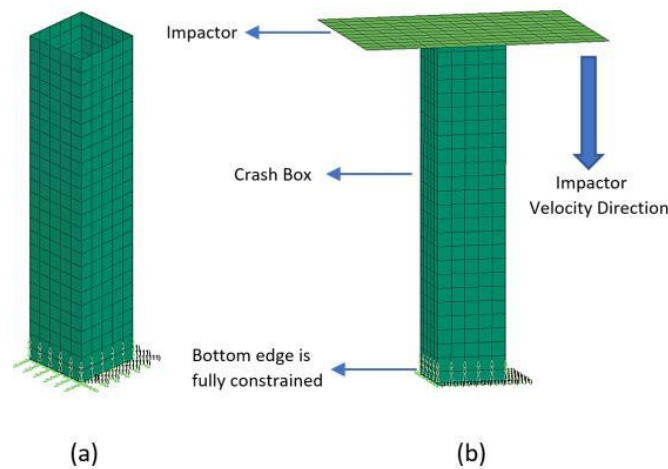 Impactor
Crash Box
Impactor
Velocity Direction
Bottom edge is
fully constrained
(a)
(b)